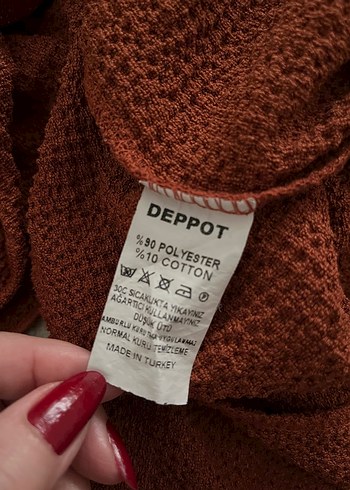 DEPPOT
%90 POLYESTER
%10 COTTON
30C SICAKLIKTA YIKAYINIZ
AĞARTICI KULLANMAYINIZ
DÜŞÜK ÜTÜ
NORMAL KURU TEMİZLEME
MADE IN TURKEY